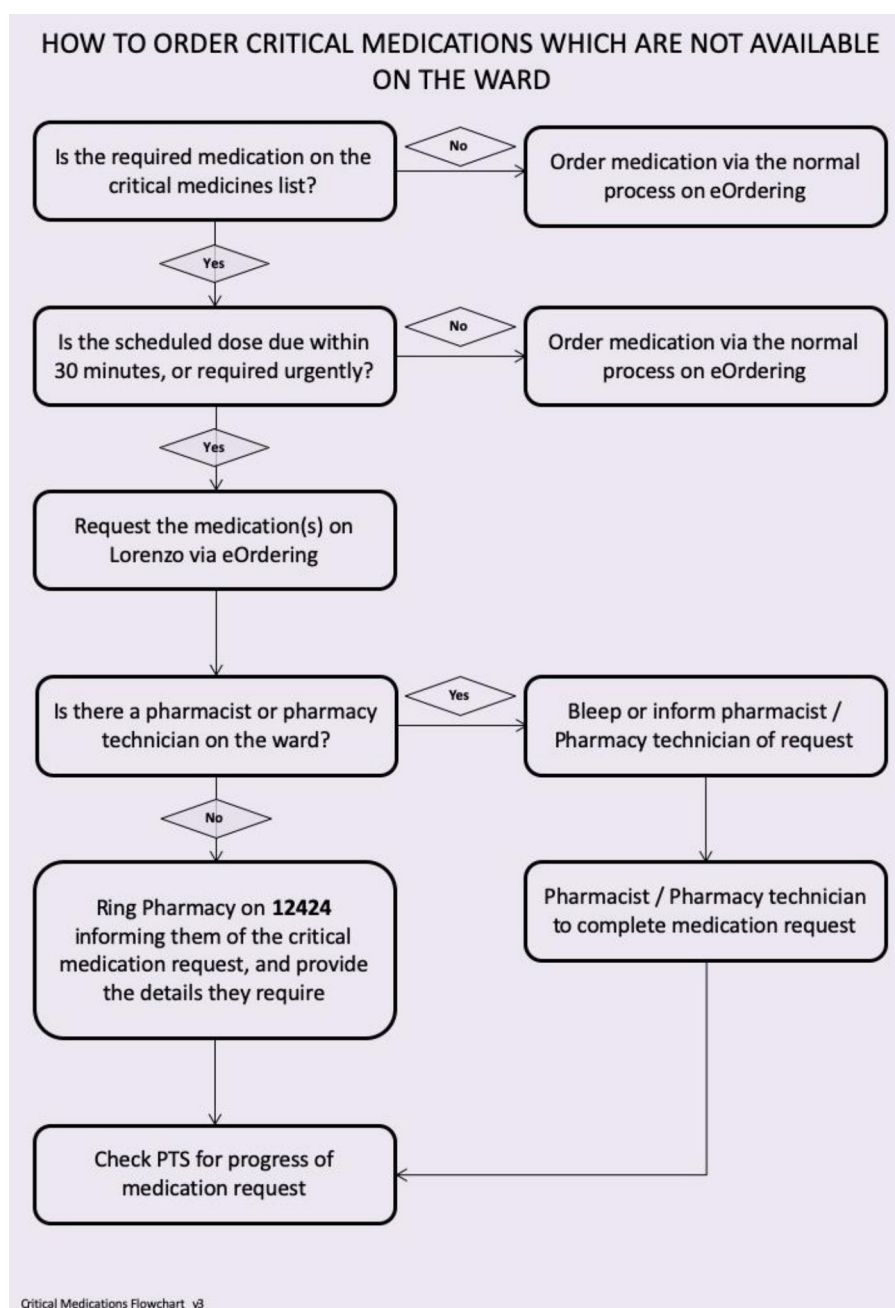 HOW TO ORDER CRITICAL MEDICATIONS WHICH ARE NOT AVAILABLE
ON THE WARD
Is the required medication on the
critical medicines list?
No
Order medication via the normal
process on eOrdering
Yes
Is the scheduled dose due within
30 minutes, or required urgently?
No
Order medication via the normal
process on eOrdering
Yes
Request the medication(s) on
Lorenzo via eOrdering
Is there a pharmacist or pharmacy
technician on the ward?
Yes
Bleep or inform pharmacist /
Pharmacy technician of request
No
Ring Pharmacy on 12424
informing them of the critical
medication request, and provide
the details they require
Pharmacist / Pharmacy technician
to complete medication request
Check PTS for progress of
medication request
Critical Medications Flowchart v3